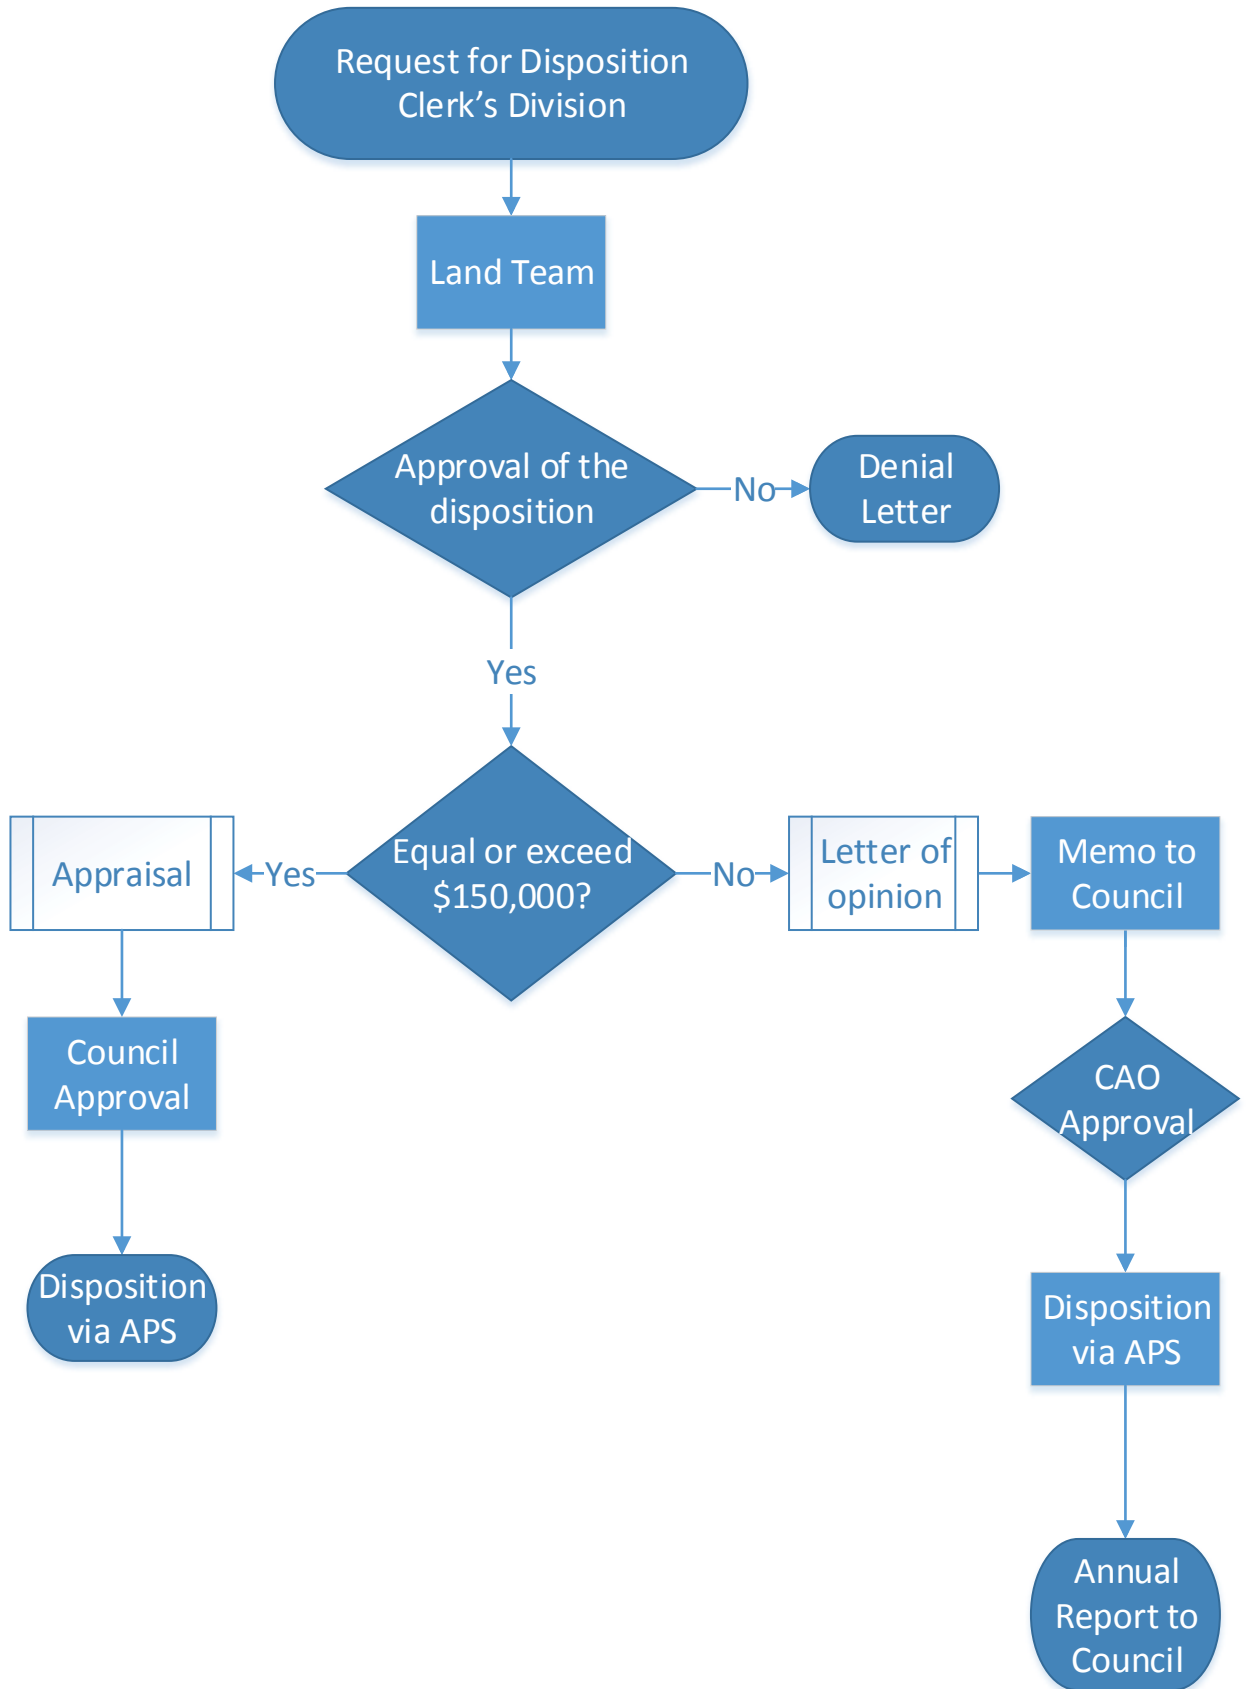 Request for Disposition
Clerk’s Division
Land Team
Approval of the
disposition
No
Denial
Letter
Yes
Appraisal
Yes
Equal or exceed
$150,000?
No
Letter of
opinion
Memo to
Council
Council
Approval
CAO
Approval
Disposition
via APS
Disposition
via APS
Annual
Report to
Council